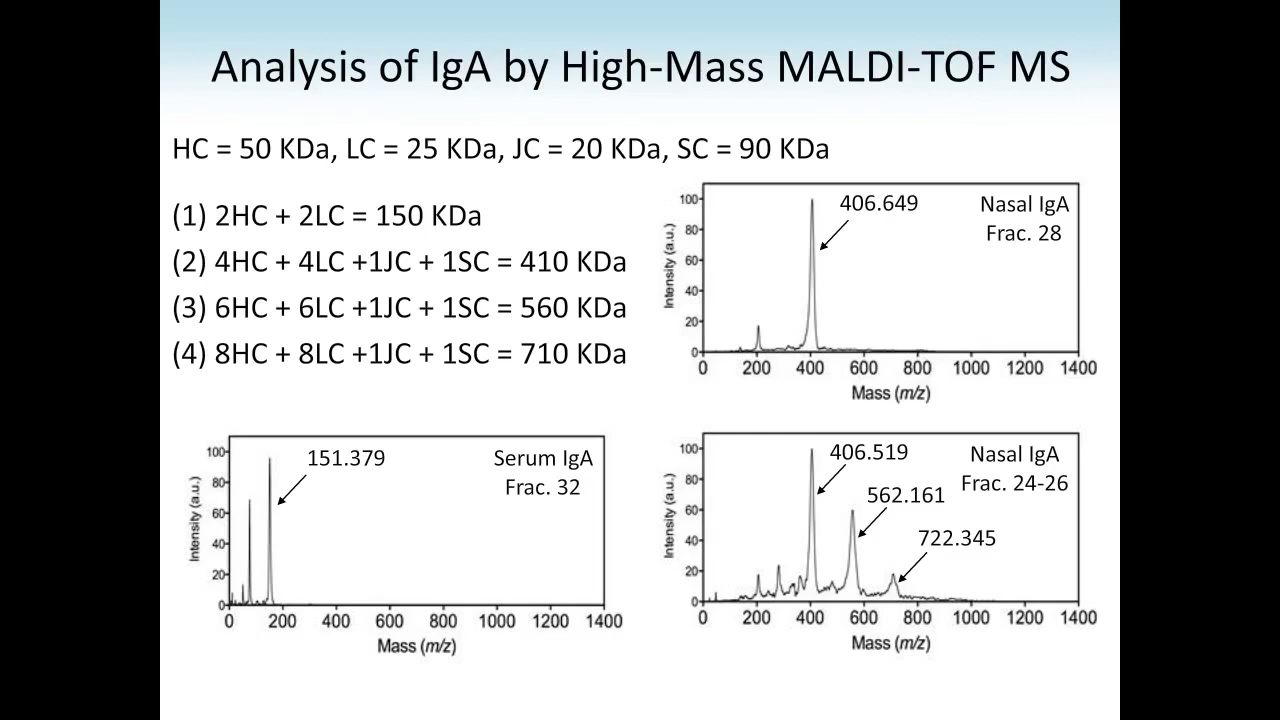 Analysis of IgA by High-Mass MALDI-TOF MS
HC = 50 KDa, LC = 25 KDa, JC = 20 KDa, SC = 90 KDa
(1) 2HC + 2LC = 150 KDa
(2) 4HC + 4LC +1JC + 1SC = 410 KDa
(3) 6HC + 6LC +1JC + 1SC = 560 KDa
(4) 8HC + 8LC +1JC + 1SC = 710 KDa
406.649
Nasal IgA
Frac. 28
Intensity (a.u.)
100
80
60
40
20
0
0 200 400 600 800 1000 1200 1400
Mass (m/z)
151.379
Serum IgA
Frac. 32
Intensity (a.u.)
100
80
60
40
20
0
0 200 400 600 800 1000 1200 1400
Mass (m/z)
406.519
562.161
722.345
Nasal IgA
Frac. 24-26
Intensity (a.u.)
100
80
60
40
20
0
0 200 400 600 800 1000 1200 1400
Mass (m/z)